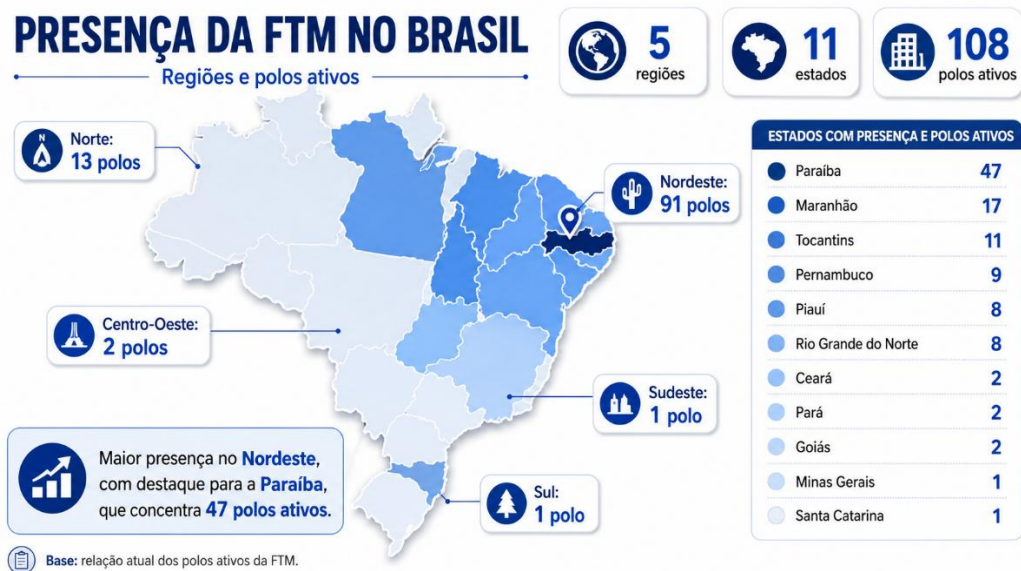 PRESENÇA DA FTM NO BRASIL
Regiões e polos ativos
5
regiões
11
estados
108
polos ativos
N
Norte:
13 polos
Nordeste:
91 polos
Centro-Oeste:
2 polos
Sudeste:
1 polo
Sul:
1 polo
ESTADOS COM PRESENÇA E POLOS ATIVOS
Paraíba 47
Maranhão 17
Tocantins 11
Pernambuco 9
Piauí 8
Rio Grande do Norte 8
Ceará 2
Pará 2
Goiás 2
Minas Gerais 1
Santa Catarina 1
Maior presença no Nordeste,
com destaque para a Paraíba,
que concentra 47 polos ativos.
Base: relação atual dos polos ativos da FTM.